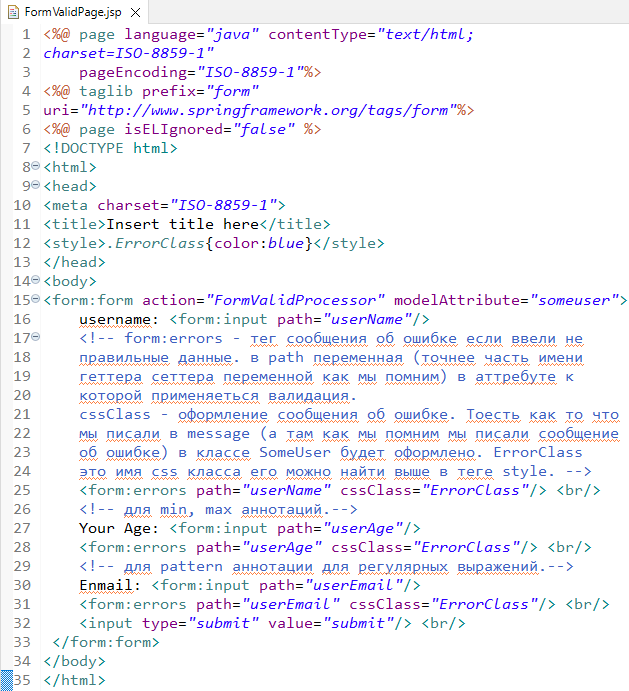 FormValidPage.jsp
1 <%@ page language="java" contentType="text/html;
2 charset=ISO-8859-1"
3     pageEncoding="ISO-8859-1"%>
4 <%@ taglib prefix="form"
5 uri="http://www.springframework.org/tags/form"%>
6 <%@ page isELIgnored="false" %>
7 <!DOCTYPE html>
8 <html>
9 <head>
10 <meta charset="ISO-8859-1">
11 <title>Insert title here</title>
12 <style>.ErrorClass{color:blue}</style>
13 </head>
14 <body>
15 <form:form action="FormValidProcessor" modelAttribute="someuser">
16     username: <form:input path="userName"/>
17     <!-- form:errors - тег сообщения об ошибке если ввели не
18     правильные данные. в path переменная (точнее часть имени
19     геттера сеттера переменной как мы помним) в аттребуте к
20     которой применяеться валидация.
21     cssClass - оформление сообщения об ошибке. Тоесть как то что
22     мы писали в message (а там как мы помним мы писали сообщение
23     об ошибке) в классе SomeUser будет оформлено. ErrorClass
24     это имя css класса его можно найти выше в теге style. -->
25     <form:errors path="userName" cssClass="ErrorClass"/> <br/>
26     <!-- для min, max аннотаций.-->
27     Your Age: <form:input path="userAge"/>
28     <form:errors path="userAge" cssClass="ErrorClass"/> <br/>
29     <!-- для pattern аннотации для регулярных выражений.-->
30     Enmail: <form:input path="userEmail"/>
31     <form:errors path="userEmail" cssClass="ErrorClass"/> <br/>
32     <input type="submit" value="submit"/> <br/>
33  </form:form>
34 </body>
35 </html>